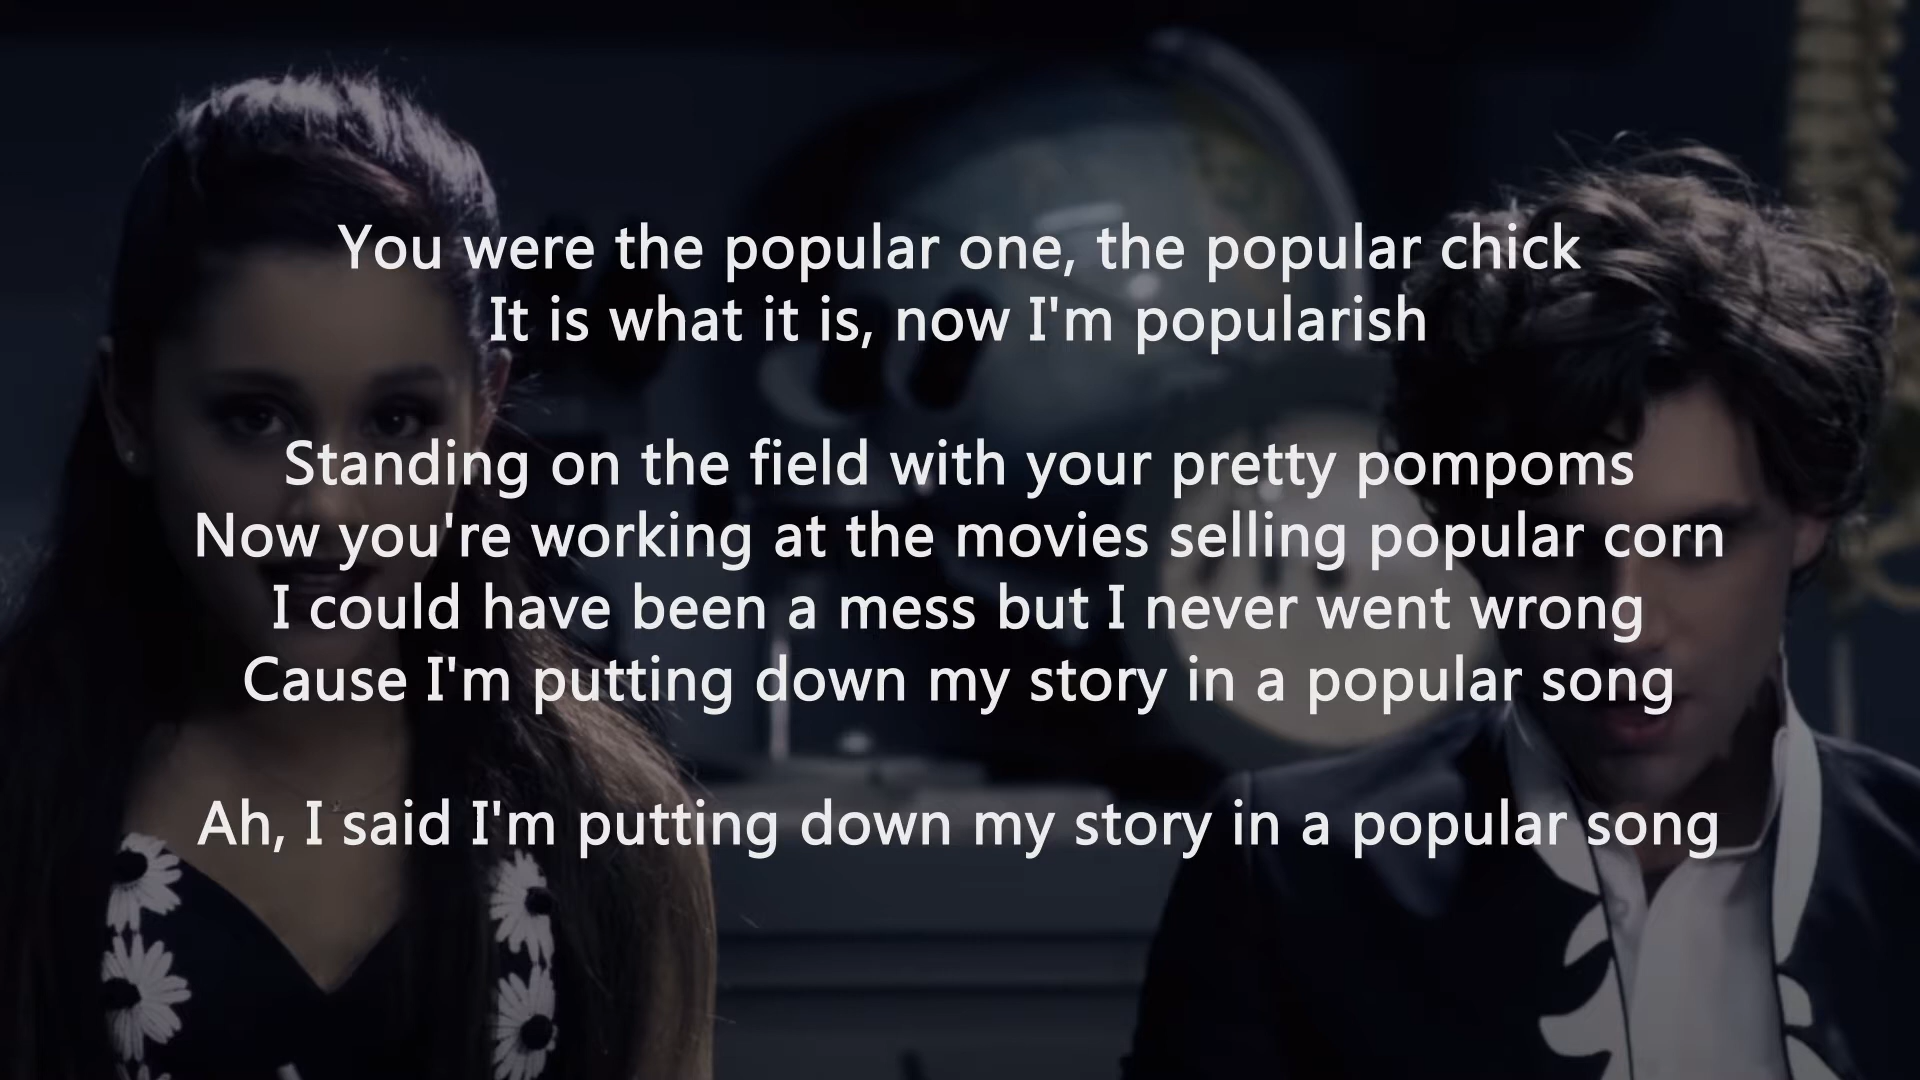 You were the popular one, the popular chick
It is what it is, now I'm popularish
Standing on the field with your pretty pompoms
Now you're working at the movies selling popular corn
I could have been a mess but I never went wrong
Cause I'm putting down my story in a popular song
Ah, I said I'm putting down my story in a popular song